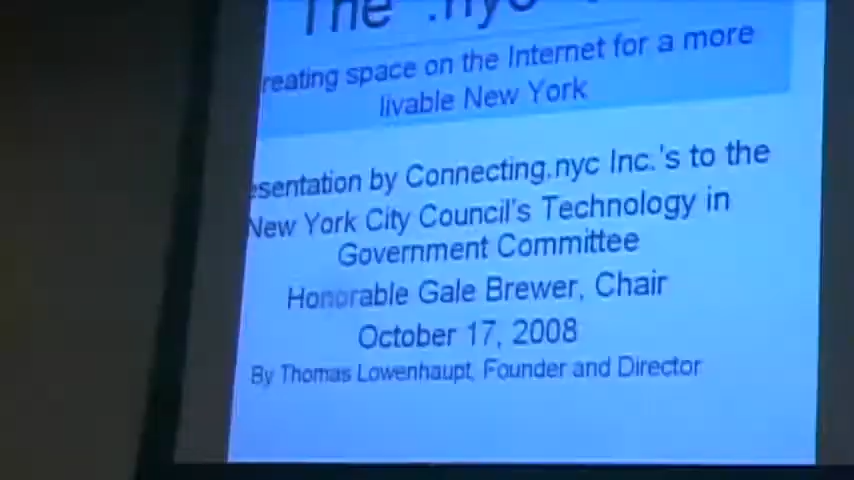 The .nyc
reating space on the Internet for a more
livable New York
esentation by Connecting.nyc Inc.'s to the
New York City Council's Technology in
Government Committee
Honorable Gale Brewer, Chair
October 17, 2008
By Thomas Lowenhaupt, Founder and Director